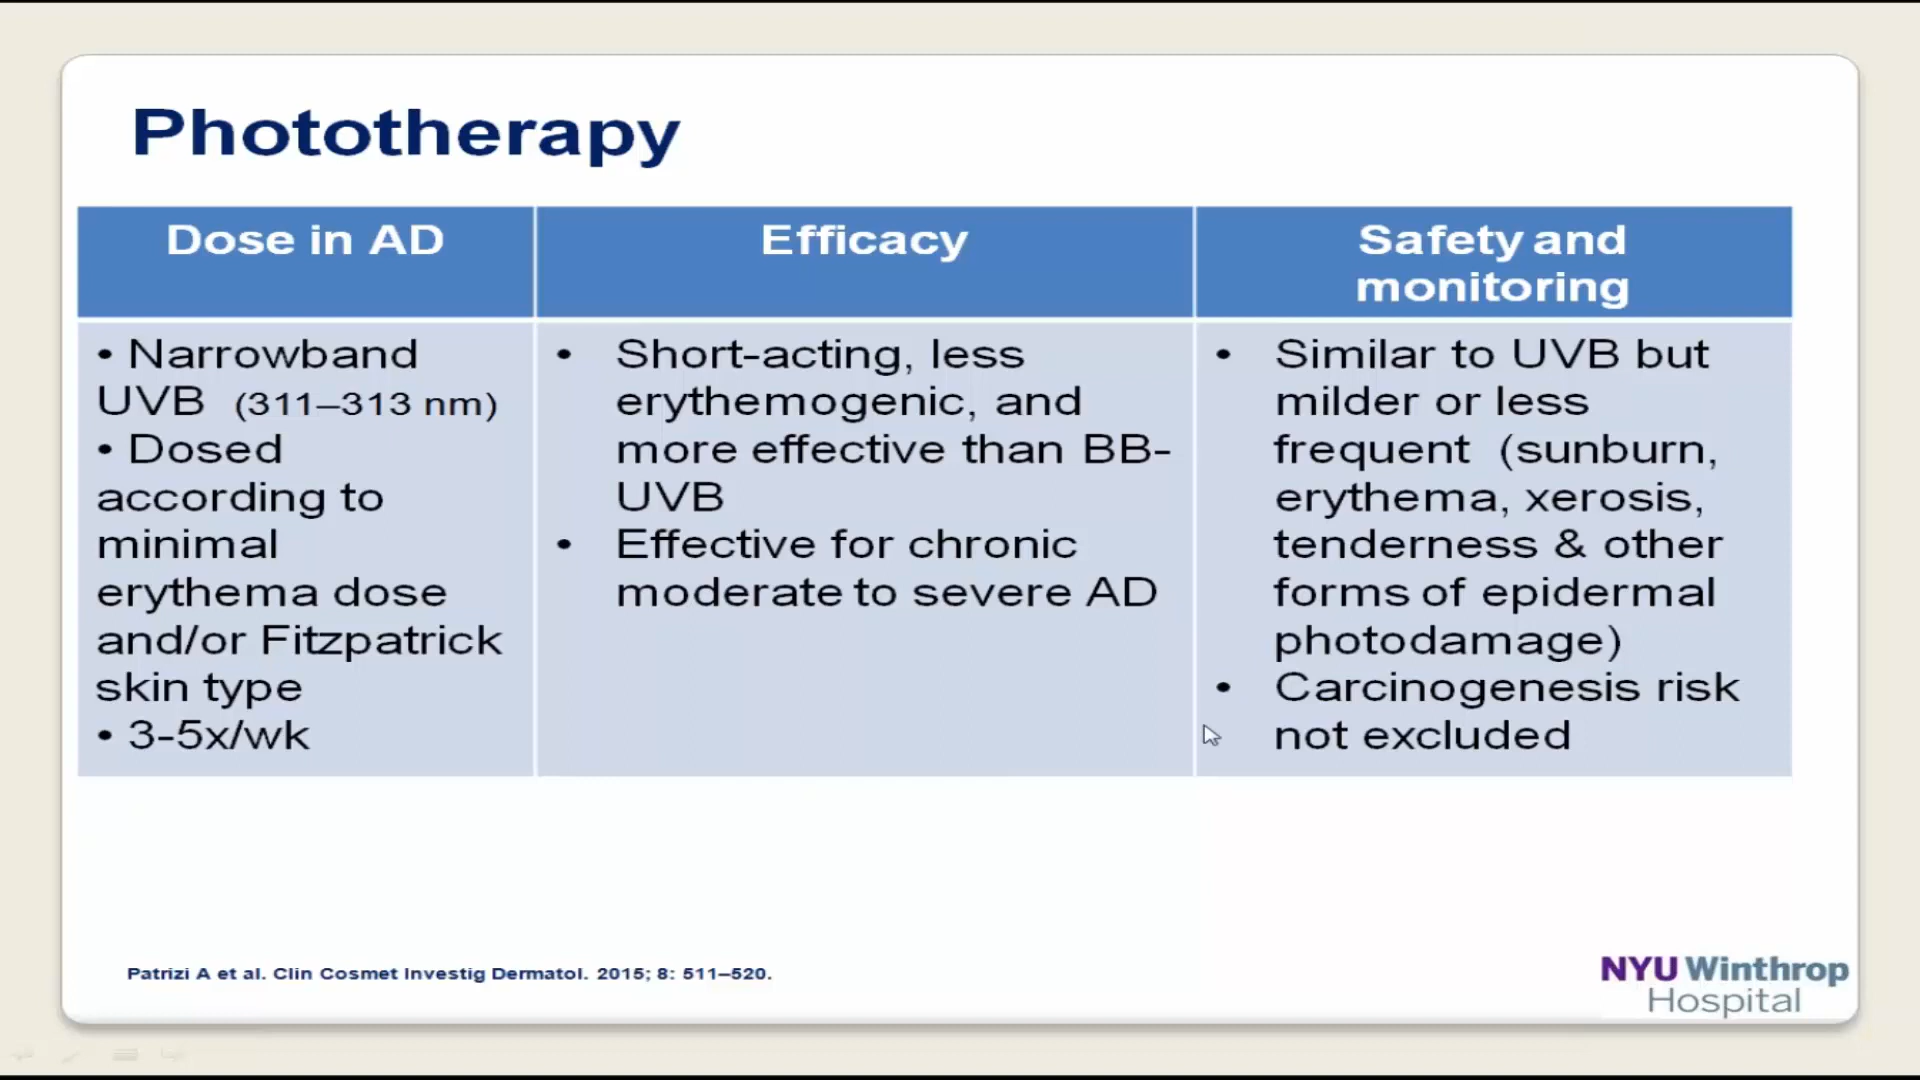 Phototherapy
Dose in AD
Efficacy
Safety and
monitoring
• Narrowband
UVB (311–313 nm)
• Dosed
according to
minimal
erythema dose
and/or Fitzpatrick
skin type
• 3-5x/wk
• Short-acting, less
erythemogenic, and
more effective than BB-
UVB
• Effective for chronic
moderate to severe AD
• Similar to UVB but
milder or less
frequent (sunburn,
erythema, xerosis,
tenderness & other
forms of epidermal
photodamage)
• Carcinogenesis risk
not excluded
Patrizi A et al. Clin Cosmet Investig Dermatol. 2015; 8: 511–520.
NYU Winthrop
Hospital